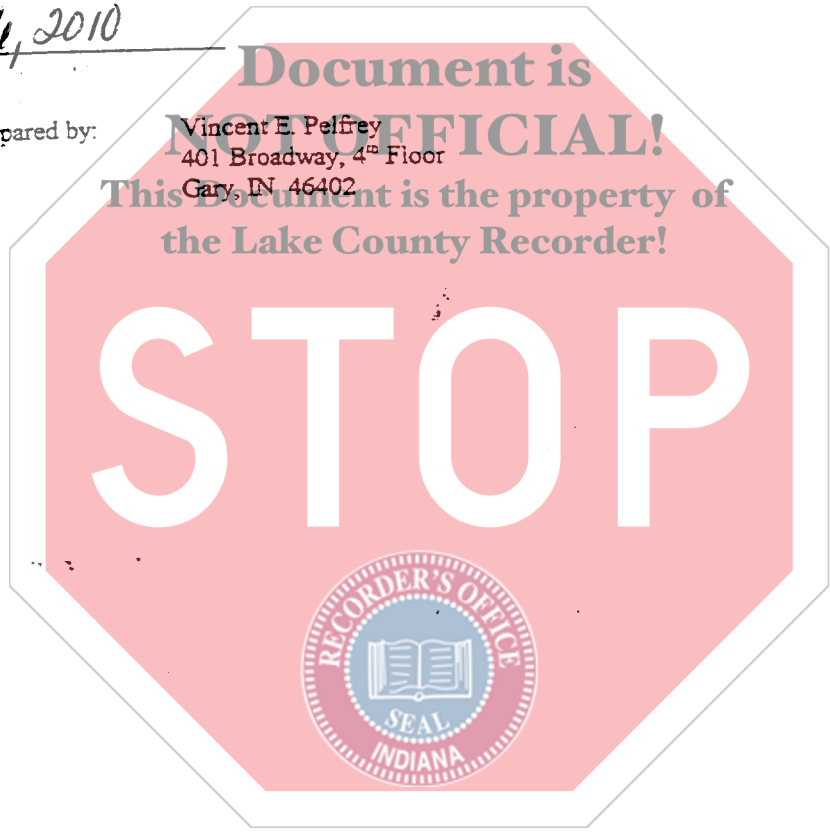 2010
Document is
NOT OFFICIAL!
pared by: Vincent E. Pelfrey
401 Broadway, 4th Floor
Gary, IN 46402
This Document is the property of
the Lake County Recorder!
STOP
RECORDER'S OFFICE
SEAL
INDIANA